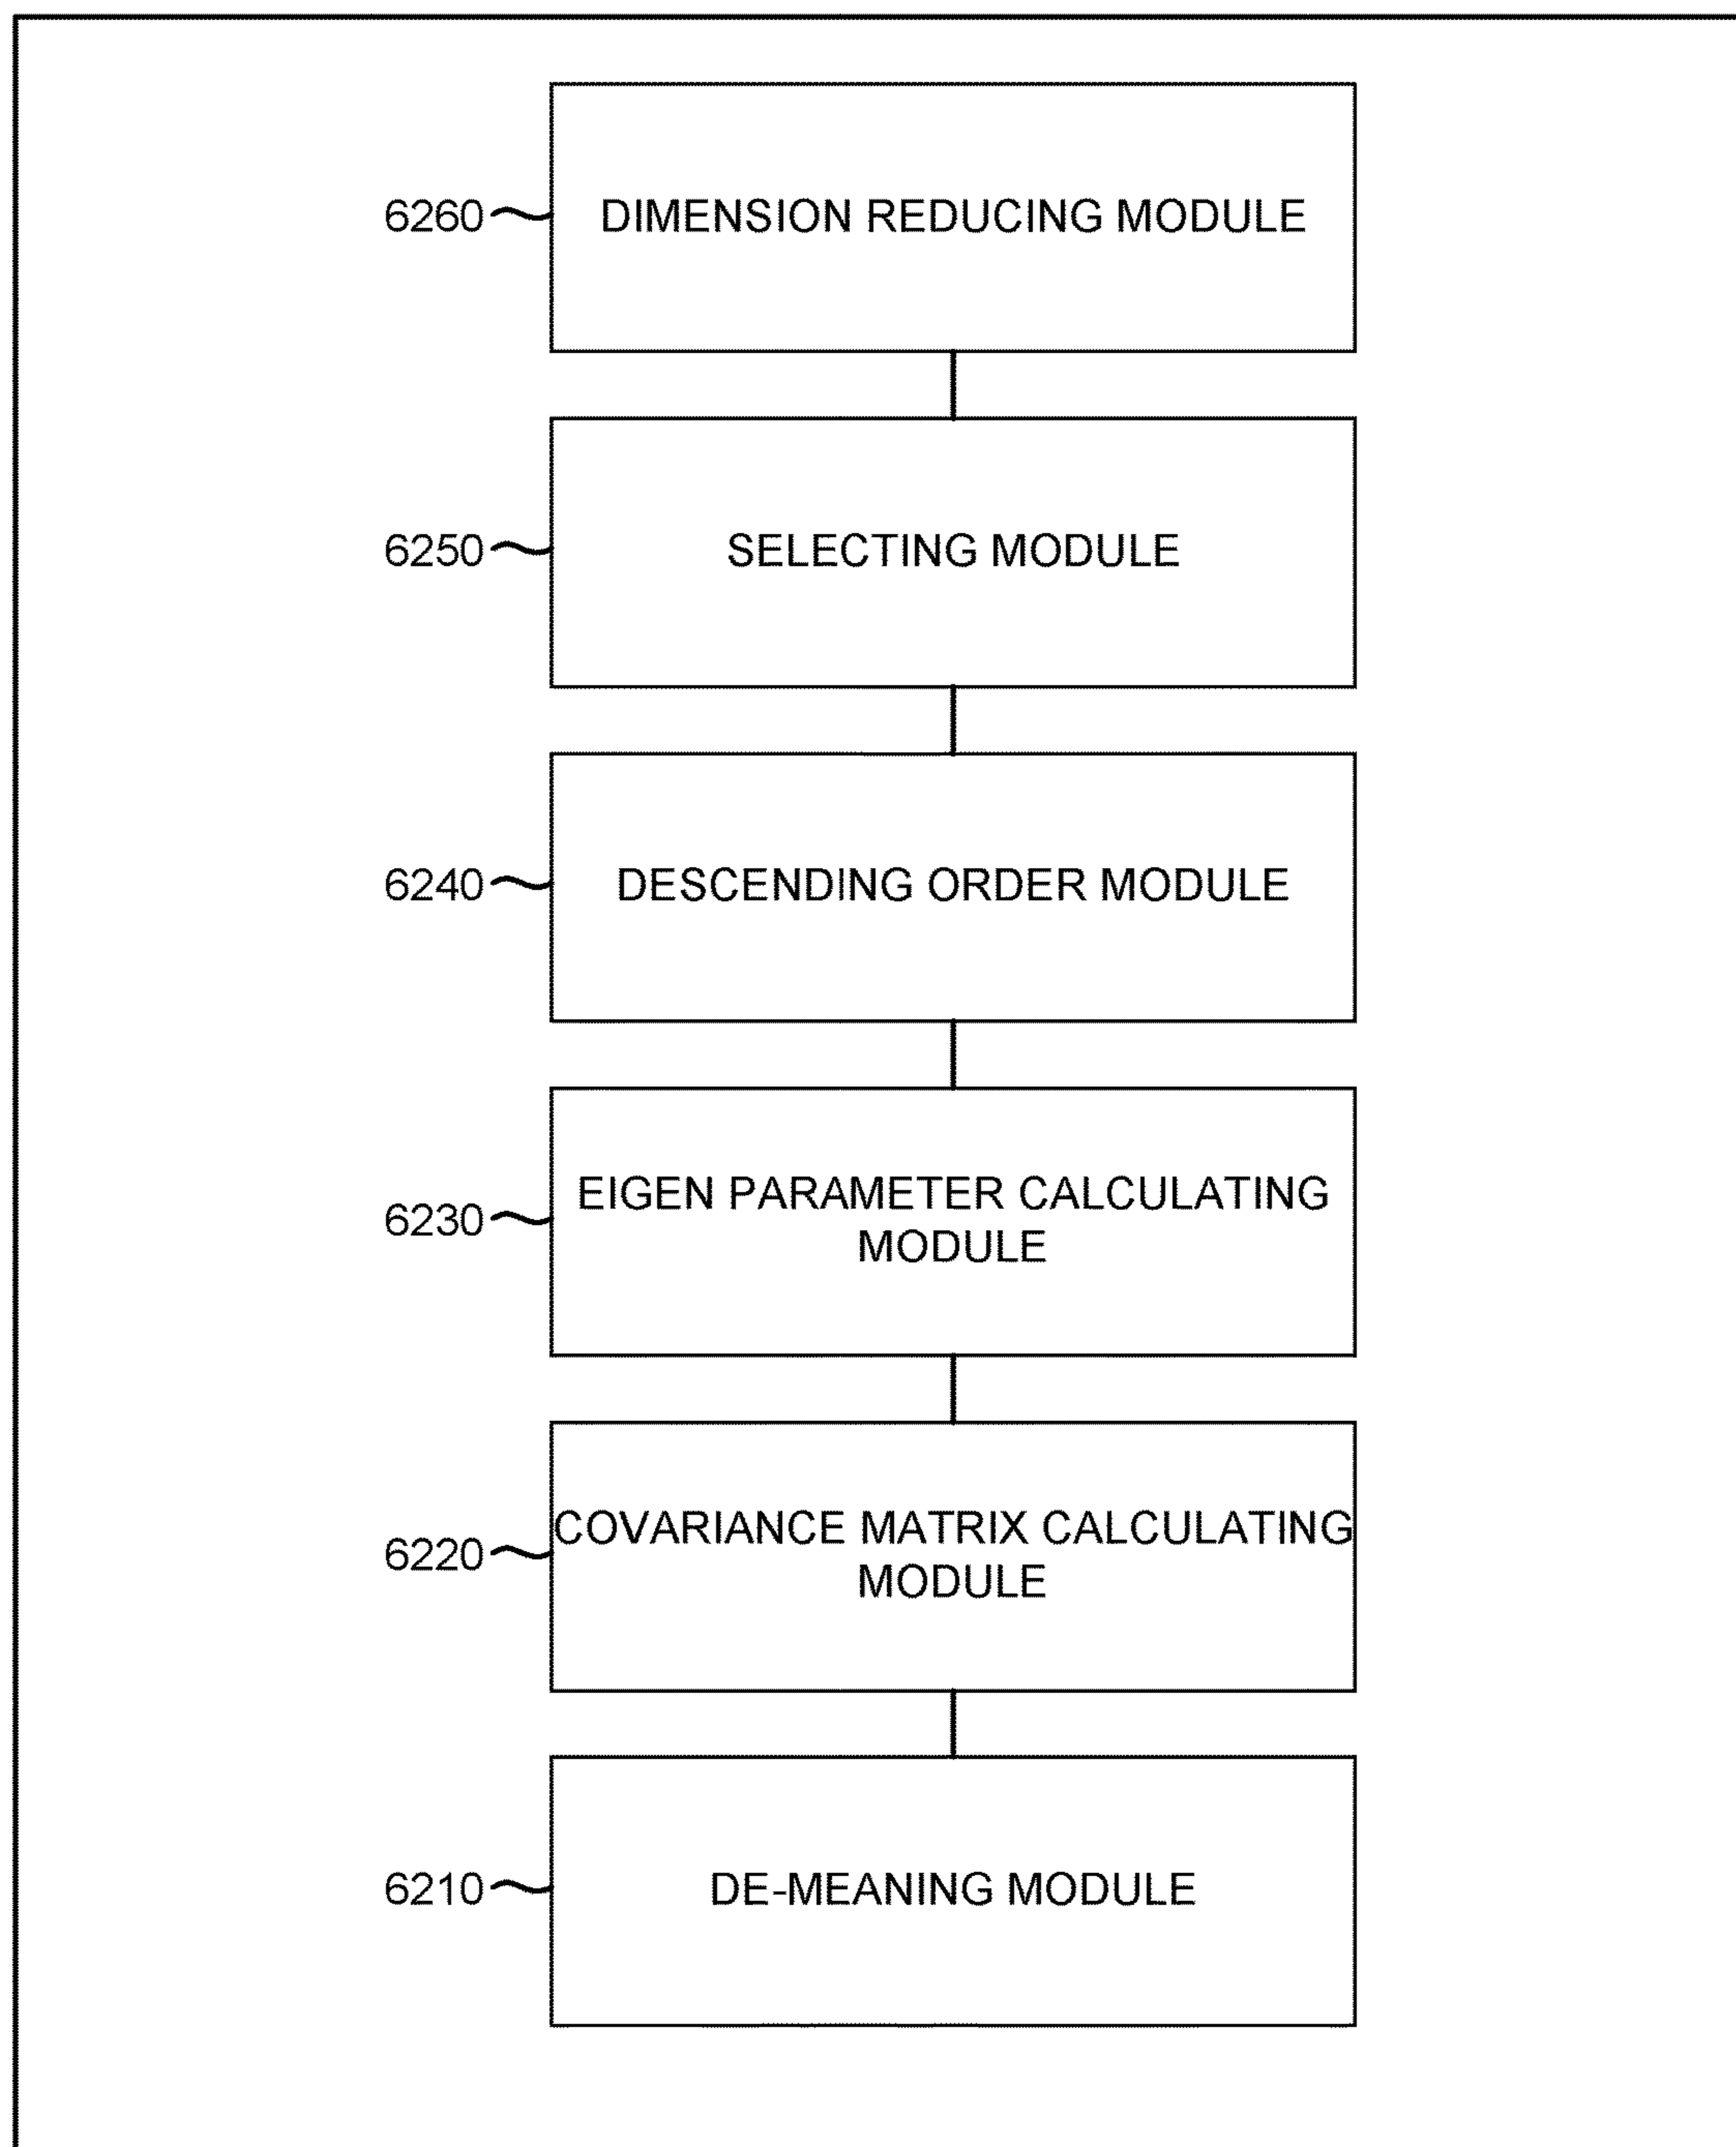 6260
DIMENSION REDUCING MODULE
6250
SELECTING MODULE
6240
DESCENDING ORDER MODULE
6230
EIGEN PARAMETER CALCULATING
MODULE
6220
COVARIANCE MATRIX CALCULATING
MODULE
6210
DE-MEANING MODULE